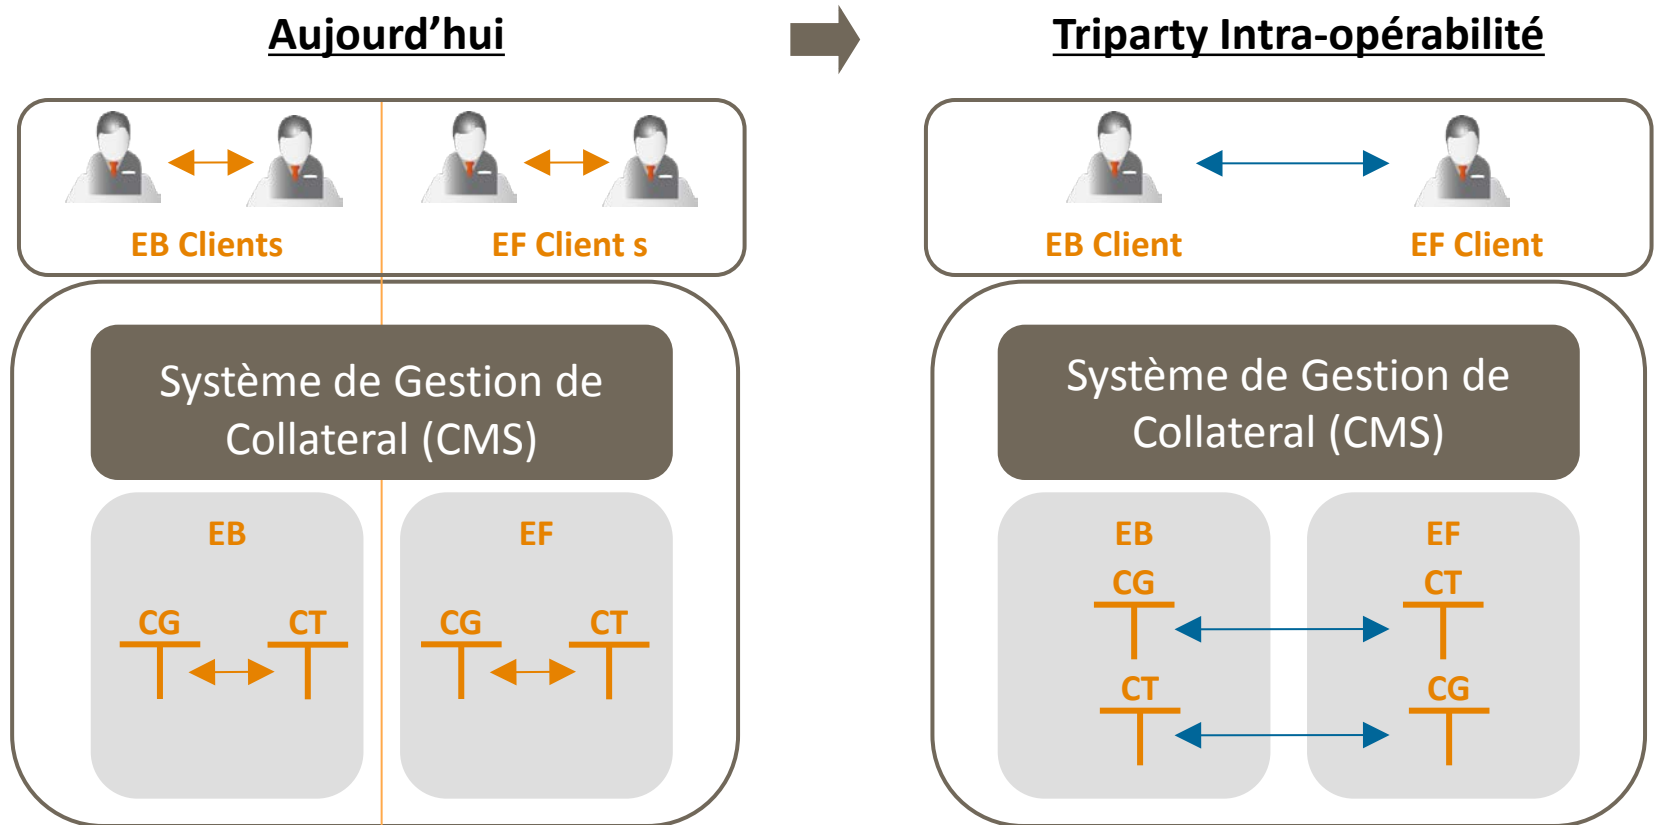 Aujourd’hui
EB Clients
EF Client s
Système de Gestion de
Collateral (CMS)
EB
EF
CG
CT
CG
CT
Triparty Intra-opérabilité
EB Client
EF Client
Système de Gestion de
Collateral (CMS)
EB
EF
CG
CT
CT
CG